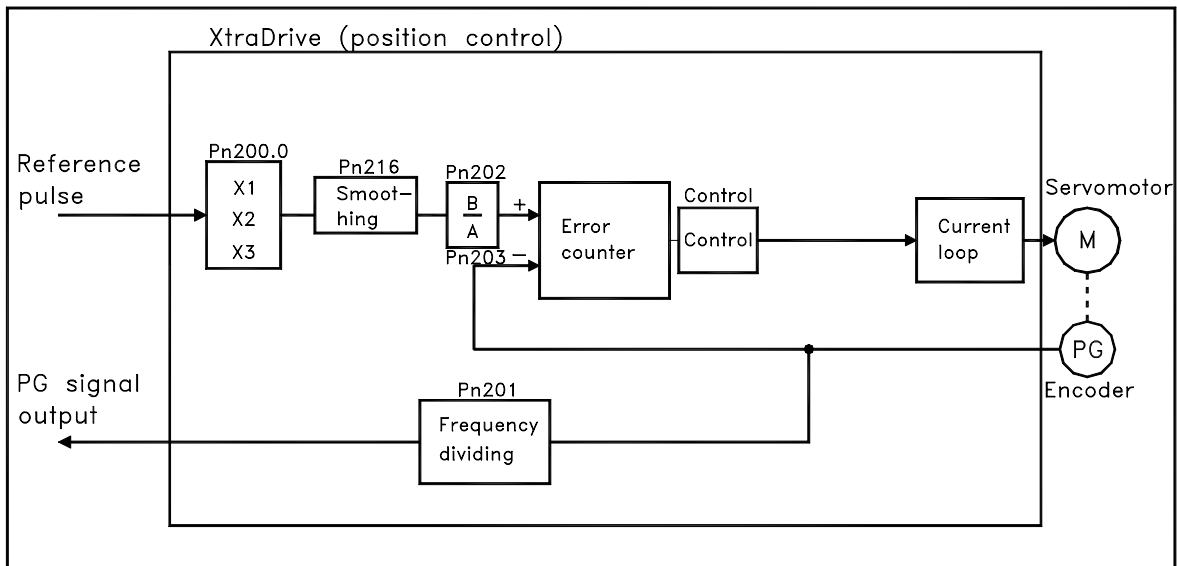 XtraDrive (position control)
Reference
pulse
Pn200.0
X1
X2
X3
Pn216
Smoot-
hing
Pn202
B
A
Pn203
+
-
Error
counter
Control
Control
Current
loop
Servomotor
M
PG
Encoder
PG signal
output
Pn201
Frequency
dividing